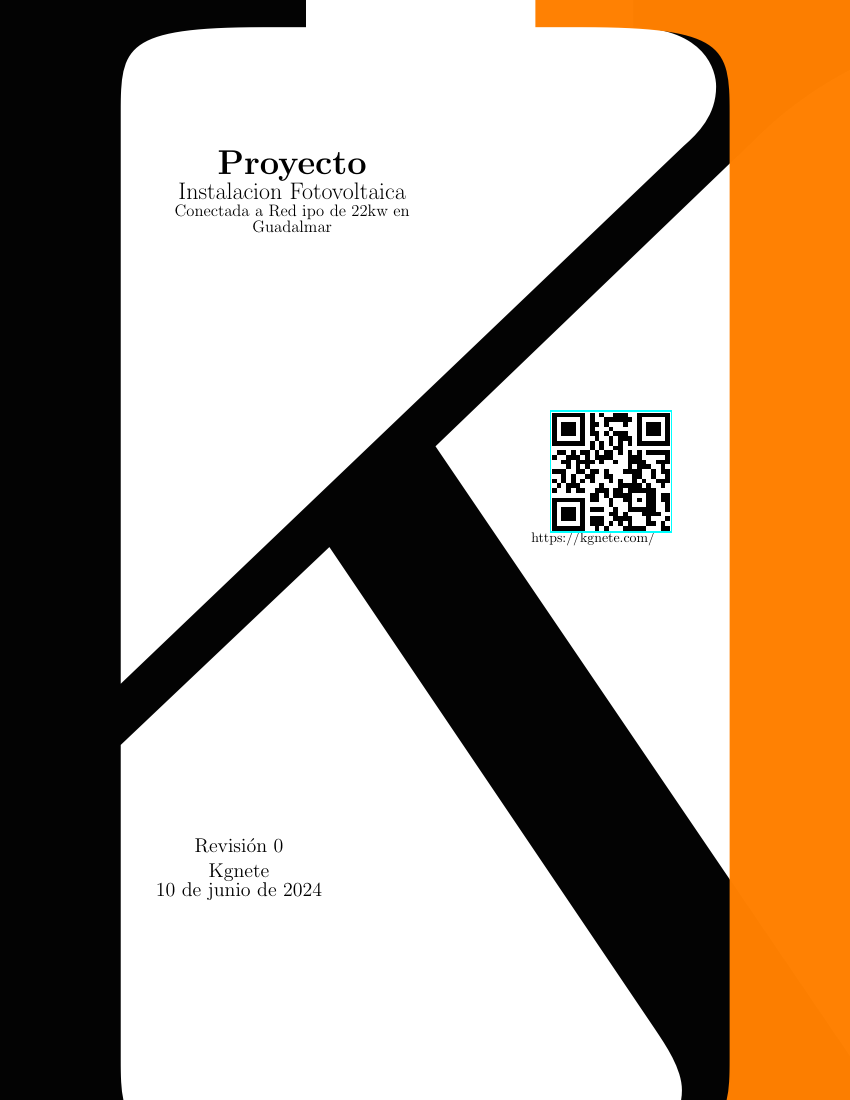 Proyecto
Instalacion Fotovoltaica
Conectada a Red ipo de 22kw en
Guadalmar
https://kgnete.com/
Revisión 0
Kgnete
10 de junio de 2024